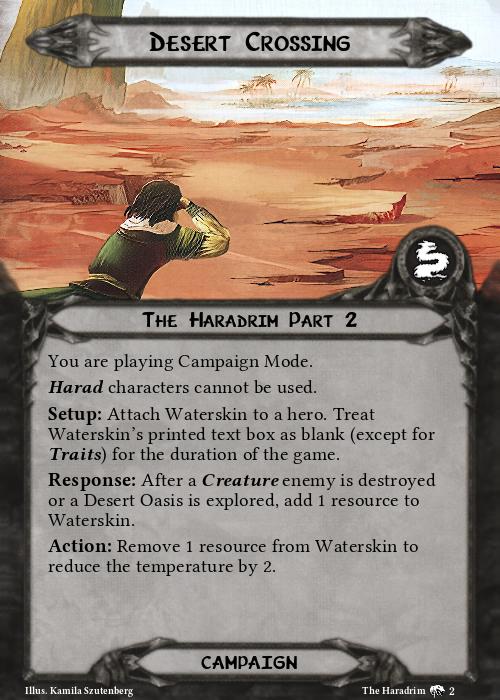 Desert Crossing
The Haradrim Part 2
You are playing Campaign Mode.
Harad characters cannot be used.
Setup: Attach Waterskin to a hero. Treat
Waterskin's printed text box as blank (except for
Traits) for the duration of the game.
Response: After a Creature enemy is destroyed
or a Desert Oasis is explored, add 1 resource to
Waterskin.
Action: Remove 1 resource from Waterskin to
reduce the temperature by 2.
CAMPAIGN
Illus. Kamila Szutenberg The Haradrim 2